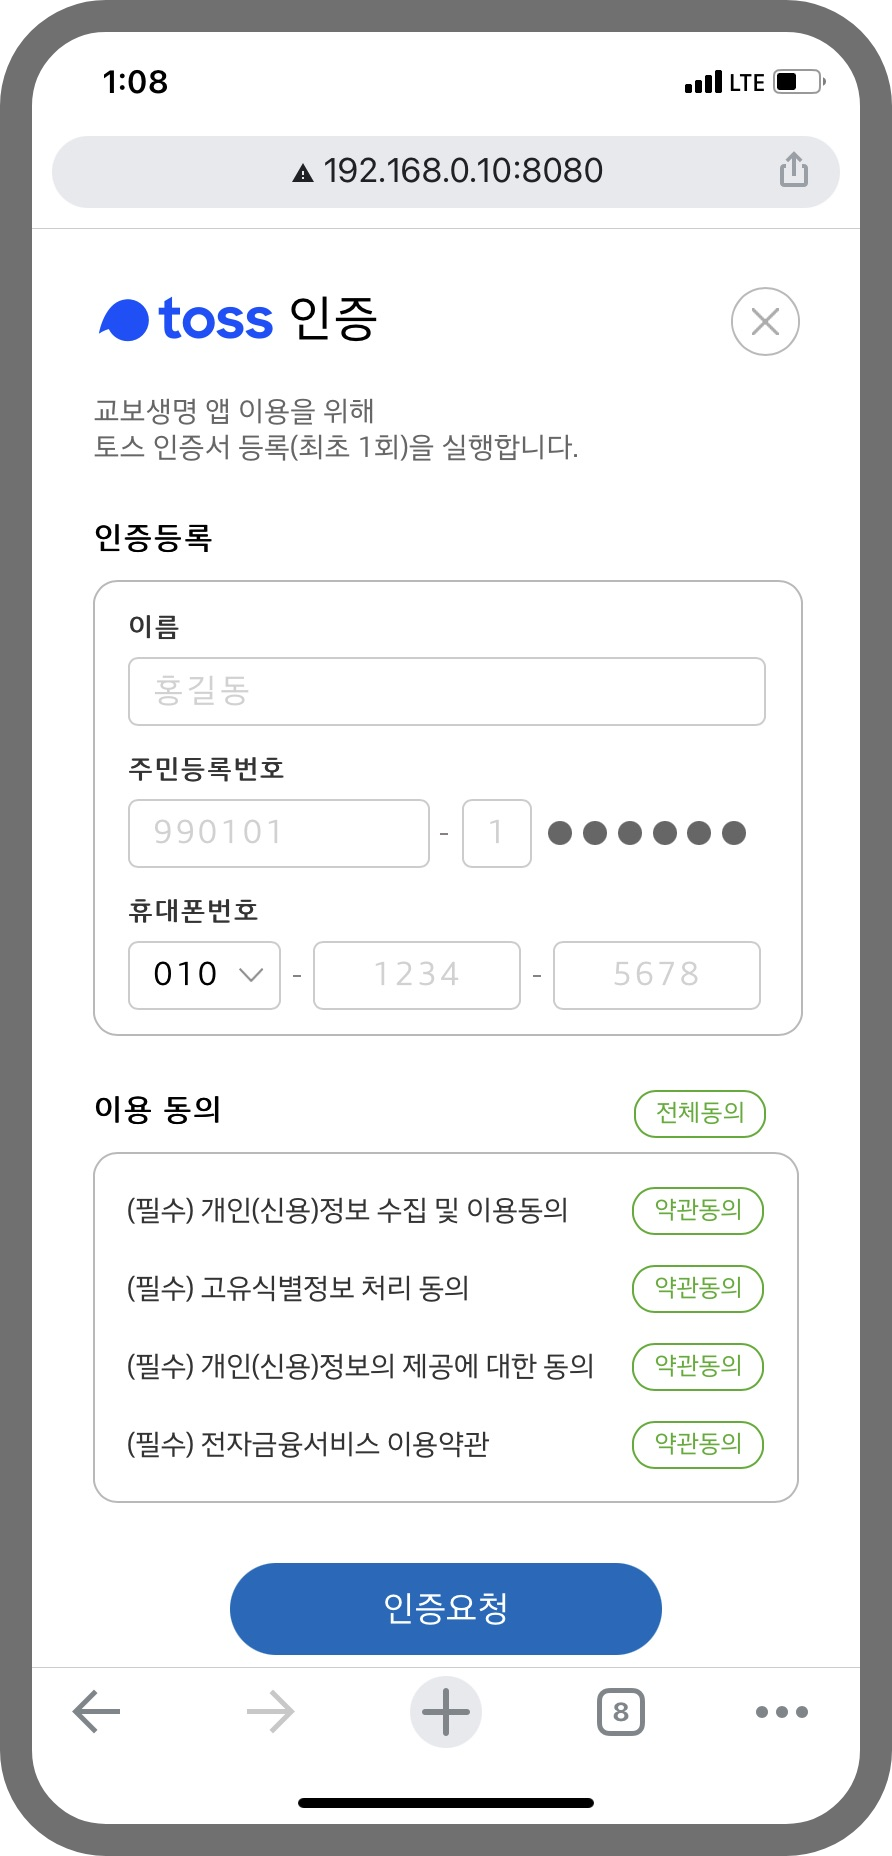 1:08 LTE
192.168.0.10:8080
toss 인증
교보생명 앱 이용을 위해
토스 인증서 등록(최초 1회)을 실행합니다.
인증등록
이름
홍길동
주민등록번호
990101 - 1 ●●●●●●
휴대폰번호
010 - 1234 - 5678
이용 동의 전체동의
(필수) 개인(신용)정보 수집 및 이용동의 약관동의
(필수) 고유식별정보 처리 동의 약관동의
(필수) 개인(신용)정보의 제공에 대한 동의 약관동의
(필수) 전자금융서비스 이용약관 약관동의
인증요청
8